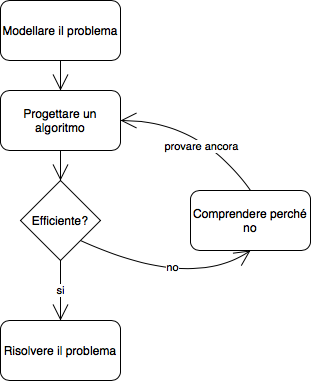 Modellare il problema
Progettare un
algoritmo
provare ancora
Efficiente?
Comprendere perché
no
no
si
Risolvere il problema